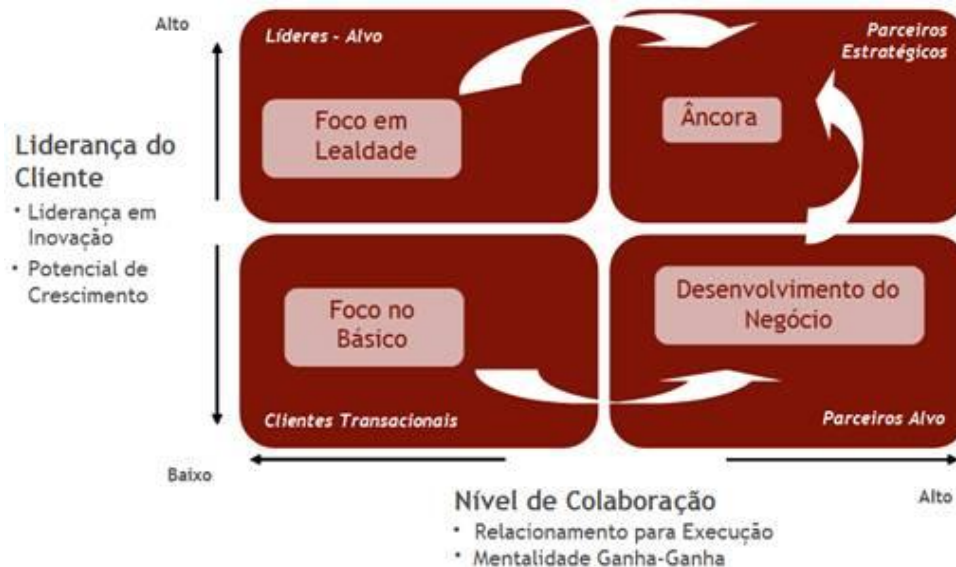 Alto
Líderes - Alvo
Parceiros
Estratégicos
Foco em
Lealdade
Âncora
Liderança do
Cliente
• Liderança em
Inovação
• Potencial de
Crescimento
Foco no
Básico
Desenvolvimento do
Negócio
Clientes Transacionais
Parceiros Alvo
Baixo
Nível de Colaboração
Alto
• Relacionamento para Execução
• Mentalidade Ganha-Ganha